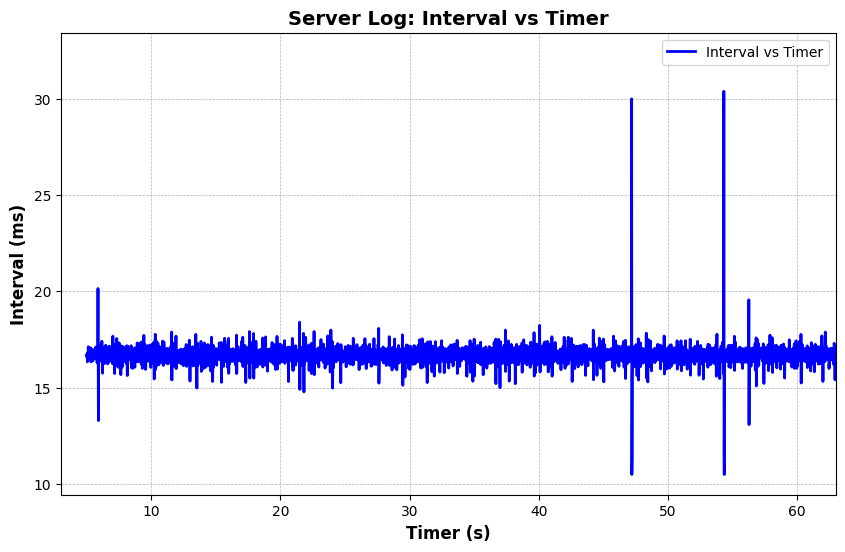 Server Log: Interval vs Timer
Interval vs Timer
30
25
20
15
10
Interval (ms)
10 20 30 40 50 60
Timer (s)